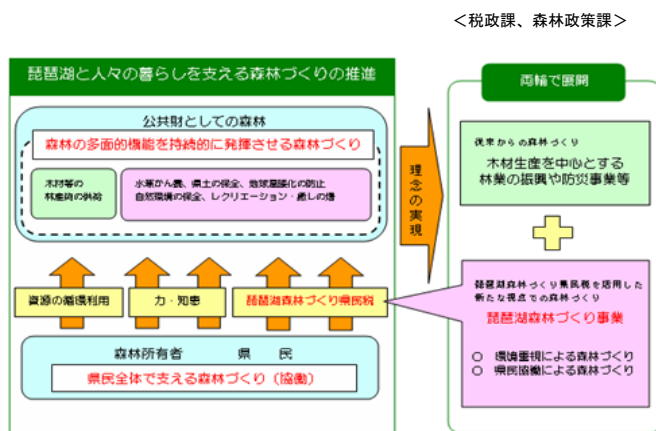 ＜税政課、森林政策課＞
琵琶湖と人々の暮らしを支える森林づくりの推進
公共財としての森林
森林の多面的機能を持続的に発揮させる森林づくり
木材等の
林産物の供給
水源かん養、県土の保全、地球温暖化の防止
自然環境の保全、レクリエーション・癒しの場
資源の循環利用
力・知恵
琵琶湖森林づくり県民税
森林所有者　県　民
県民全体で支える森林づくり（協働）
理念の実現
両輪で展開
従来からの森林づくり
木材生産を中心とする
林業の振興や防災事業等
琵琶湖森林づくり県民税を活用した
新たな視点での森林づくり
琵琶湖森林づくり事業
○　環境重視による森林づくり
○　県民協働による森林づくり